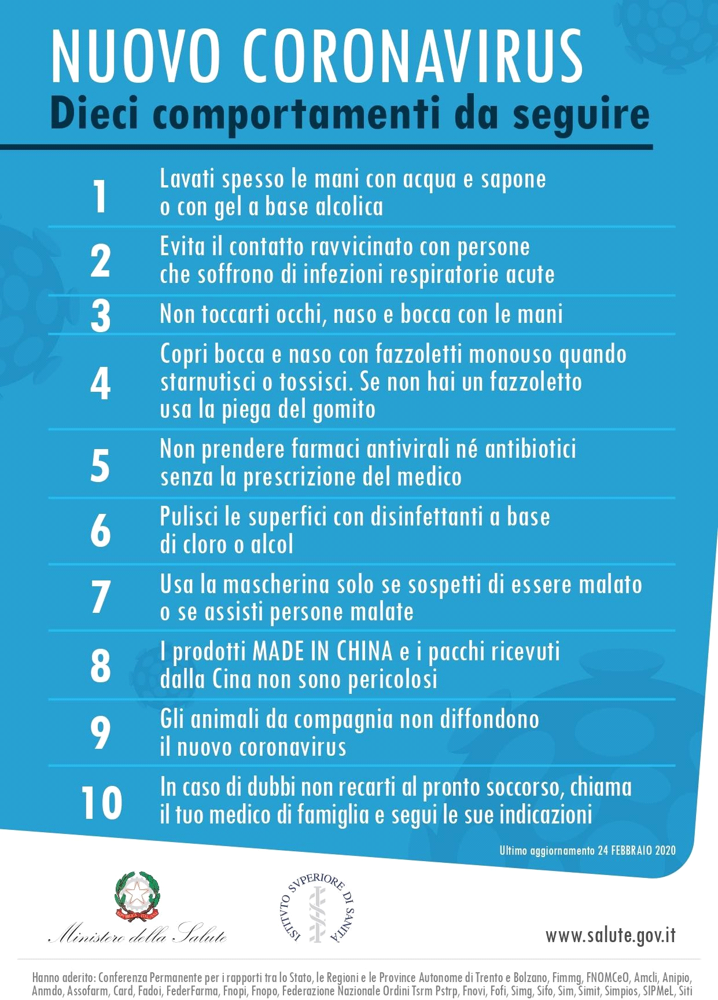 NUOVO CORONAVIRUS
Dieci comportamenti da seguire
1
Lavati spesso le mani con acqua e sapone
o con gel a base alcolica
2
Evita il contatto ravvicinato con persone
che soffrono di infezioni respiratorie acute
3
Non toccarti occhi, naso e bocca con le mani
4
Copri bocca e naso con fazzoletti monouso quando
starnutisci o tossisci. Se non hai un fazzoletto
usa la piega del gomito
5
Non prendere farmaci antivirali né antibiotici
senza la prescrizione del medico
6
Pulisci le superfici con disinfettanti a base
di cloro o alcol
7
Usa la mascherina solo se sospetti di essere malato
o se assisti persone malate
8
I prodotti MADE IN CHINA e i pacchi ricevuti
dalla Cina non sono pericolosi
9
Gli animali da compagnia non diffondono
il nuovo coronavirus
10
In caso di dubbi non recarti al pronto soccorso, chiama
il tuo medico di famiglia e segui le sue indicazioni
Ultimo aggiornamento 24 FEBBRAIO 2020
REPVBBLICA ITALIANA
Ministero della Salute
ISTITVTO SVPERIORE DI SANITÀ
www.salute.gov.it
Hanno aderito: Conferenza Permanente per i rapporti tra lo Stato, le Regioni e le Province Autonome di Trento e Bolzano, Fimmg, FNOMCeO, Amcli, Anipio,
Anmdo, Assofarm, Card, Fadoi, FederFarma, Fnopi, Fnopo, Federazione Nazionale Ordini Tsrm Pstrp, Fnovi, Fofi, Simg, Sifo, Sim, Simit, Simpios, SIPMeL, Siti